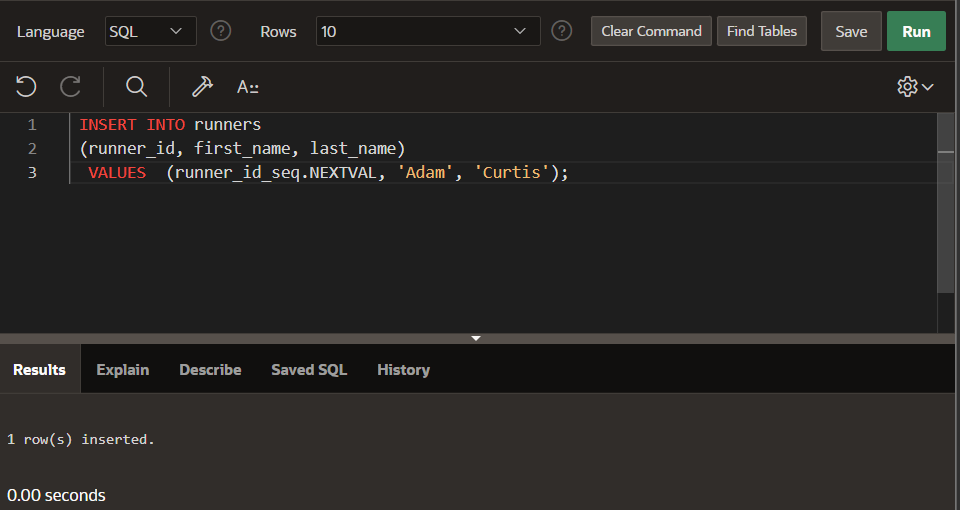 Language SQL ? Rows 10 ? Clear Command Find Tables Save Run
A::
1 INSERT INTO runners
2 (runner_id, first_name, last_name)
3 VALUES  (runner_id_seq.NEXTVAL, 'Adam', 'Curtis');
Results Explain Describe Saved SQL History
1 row(s) inserted.
0.00 seconds